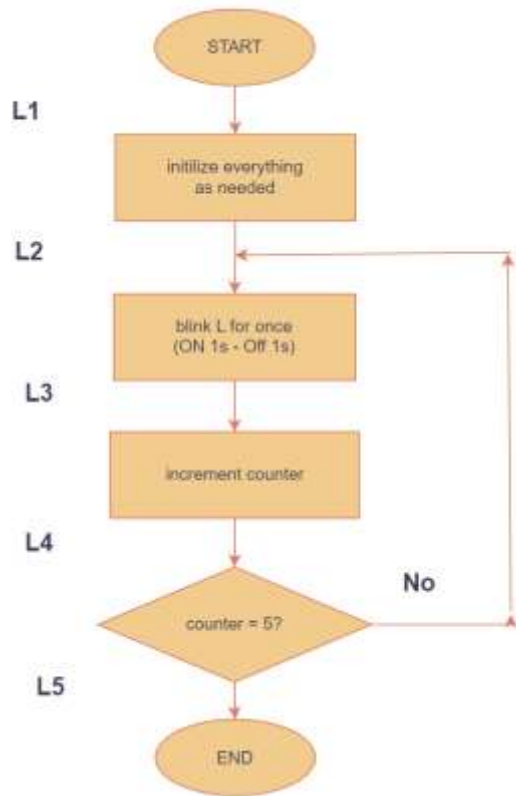 START
L1
initilize everything
as needed
L2
blink L for once
(ON 1s - Off 1s)
L3
increment counter
L4
No
counter = 5?
L5
END